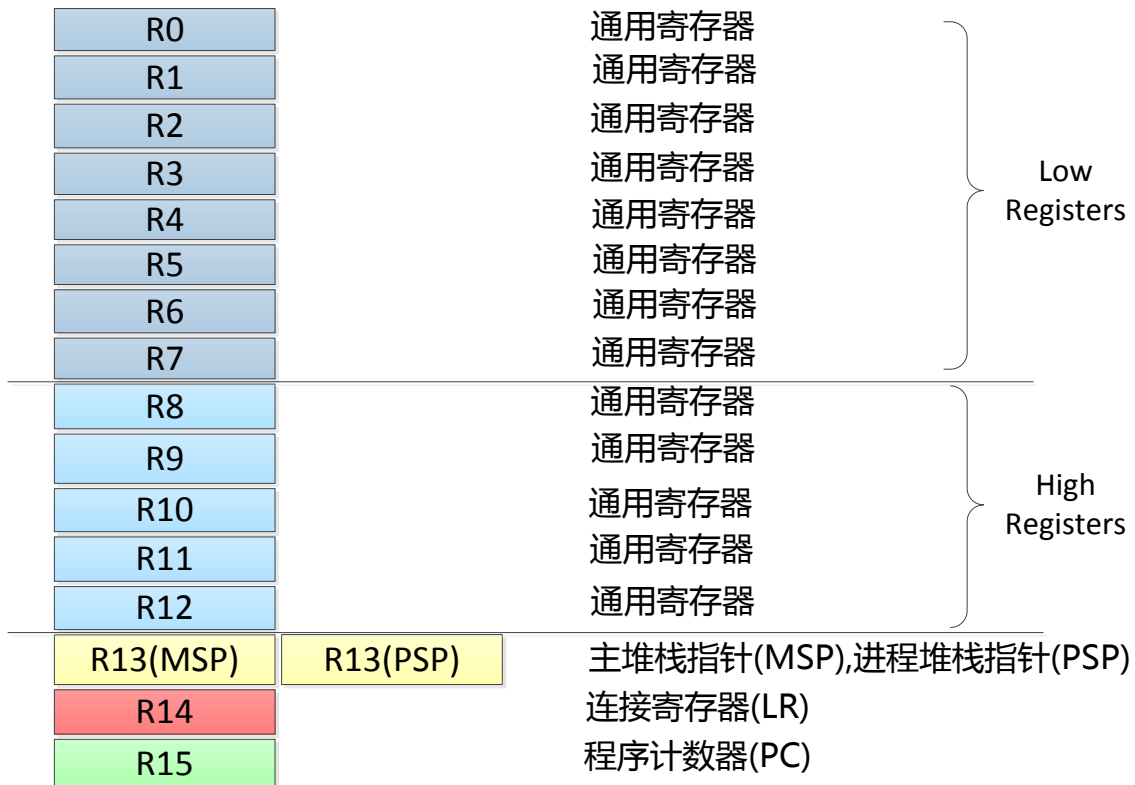 R0 通用寄存器
R1 通用寄存器
R2 通用寄存器
R3 通用寄存器
Low
Registers
R4 通用寄存器
R5 通用寄存器
R6 通用寄存器
R7 通用寄存器
R8 通用寄存器
R9 通用寄存器
R10 通用寄存器
High
Registers
R11 通用寄存器
R12 通用寄存器
R13(MSP) R13(PSP) 主堆栈指针(MSP),进程堆栈指针(PSP)
R14 连接寄存器(LR)
R15 程序计数器(PC)